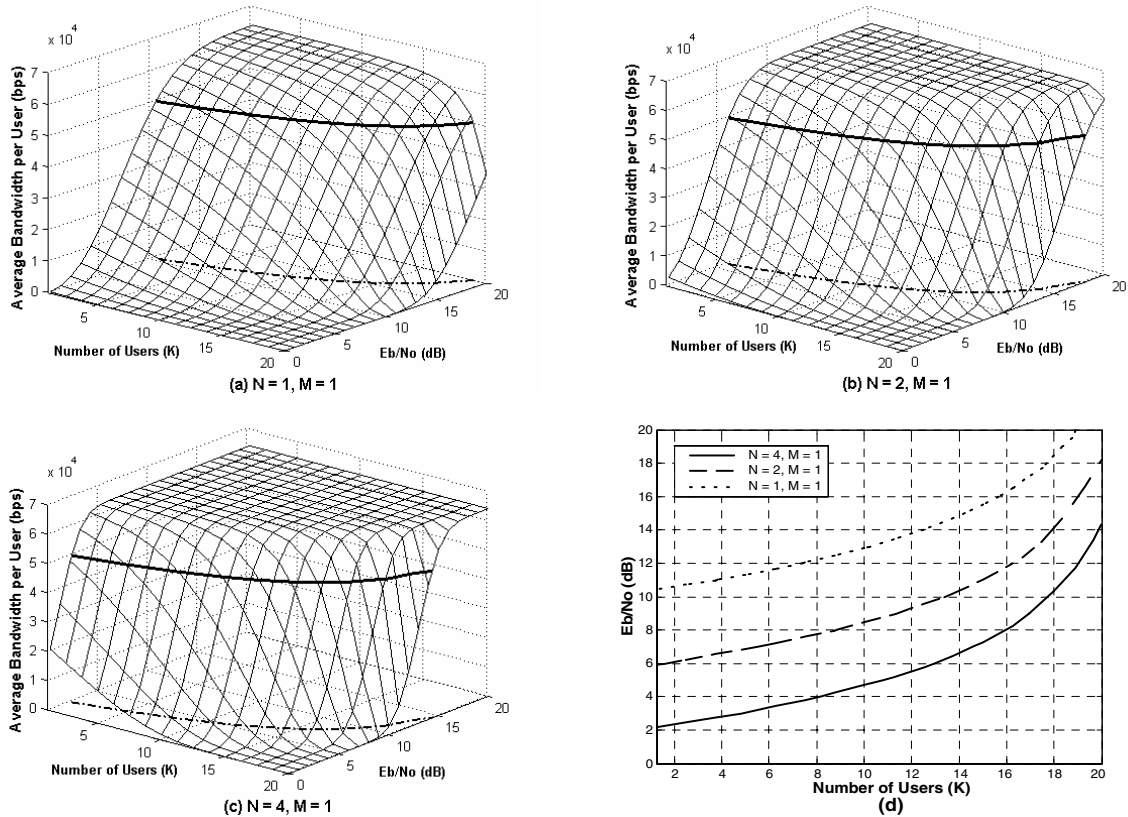 x 10^4
7
6
5
4
3
2
1
0
Average Bandwidth per User (bps)
5
10
15
20
Number of Users (K)
0
5
10
15
20
Eb/No (dB)
(a) N = 1, M = 1
x 10^4
7
6
5
4
3
2
1
0
Average Bandwidth per User (bps)
5
10
15
20
Number of Users (K)
0
5
10
15
20
Eb/No (dB)
(b) N = 2, M = 1
x 10^4
7
6
5
4
3
2
1
0
Average Bandwidth per User (bps)
5
10
15
20
Number of Users (K)
0
5
10
15
20
Eb/No (dB)
(c) N = 4, M = 1
20
18
16
14
12
10
8
6
4
2
0
Eb/No (dB)
N = 4, M = 1
N = 2, M = 1
N = 1, M = 1
2 4 6 8 10 12 14 16 18 20
Number of Users (K)
(d)